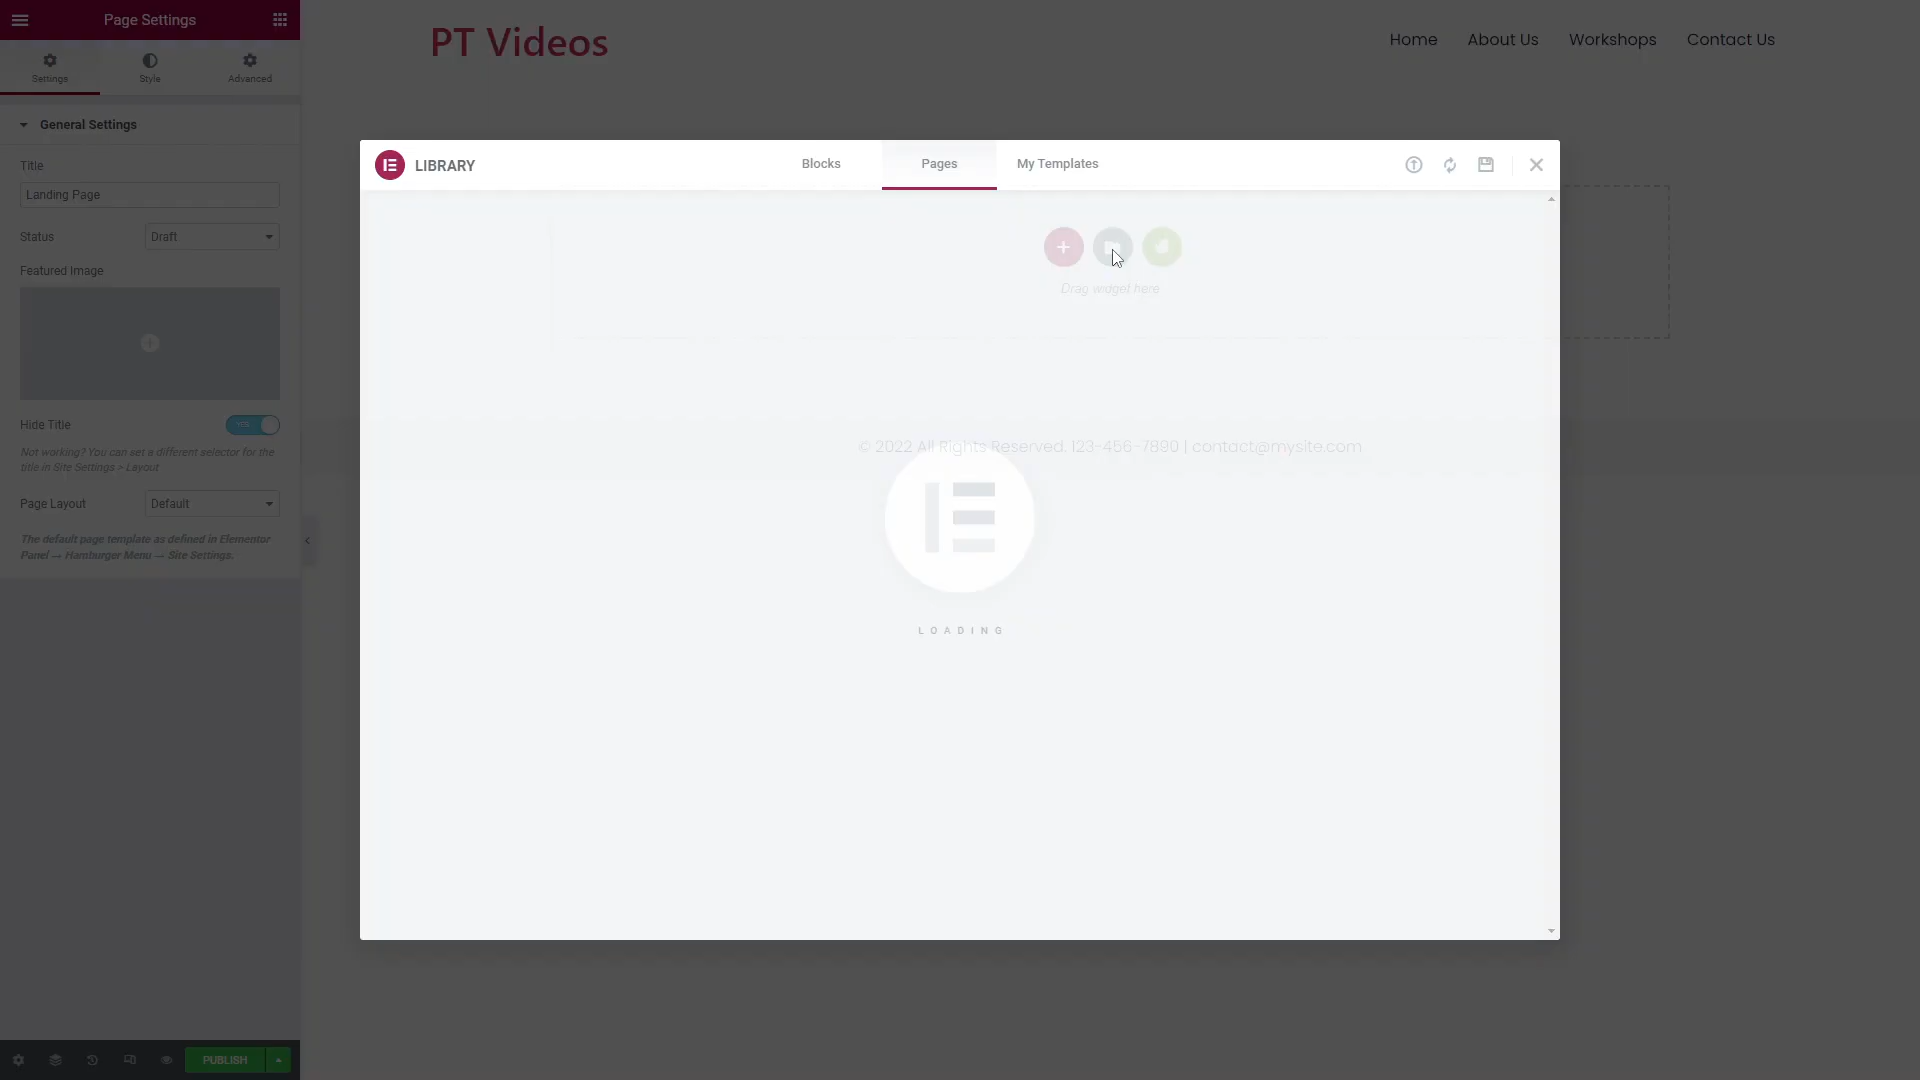 Page Settings
PT Videos
Home
About Us
Workshops
Contact Us
Settings
Style
Advanced
General Settings
Title
Landing Page
Status
Draft
Featured Image
Hide Title
YES
Not working? You can set a different selector for the
title in Site Settings > Layout
Page Layout
Default
The default page template as defined in Elementor
Panel → Hamburger Menu → Site Settings.
PUBLISH
LIBRARY
Blocks
Pages
My Templates
Drag widget here
© 2022 All Rights Reserved. 123-456-7890 | contact@mysite.com
LOADING